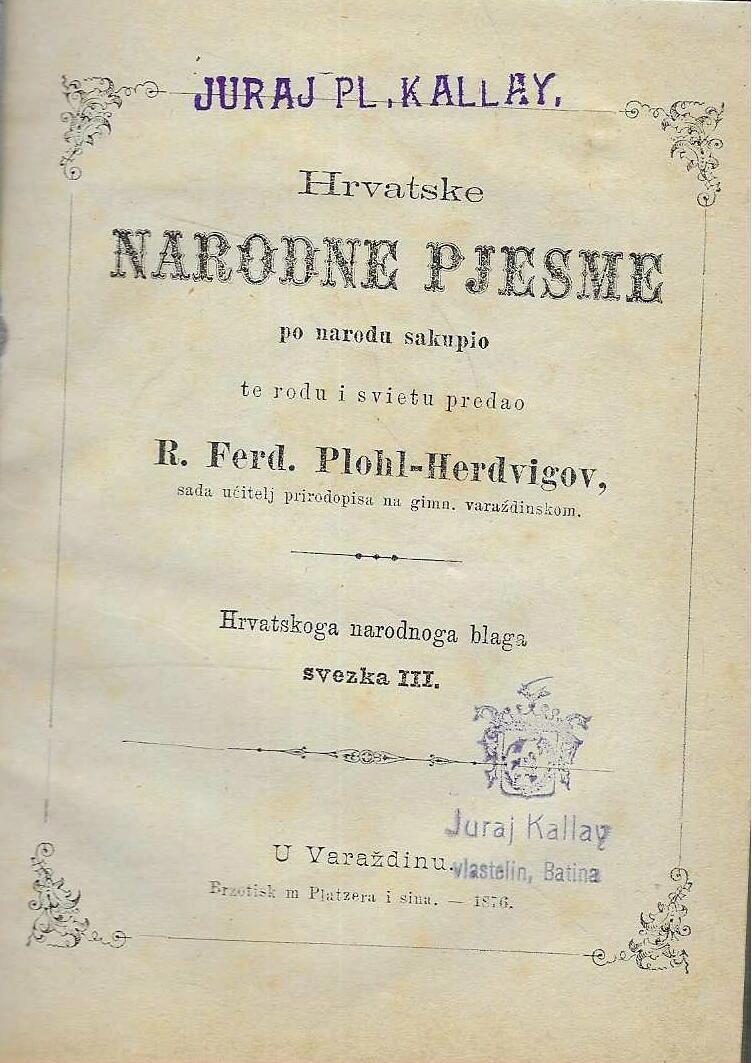 JURAJ PL. KALLAY.
Hrvatske
NARODNE PJESME
po narodu sakupio
te rodu i svietu predao
R. Ferd. Plohl-Herdvigov,
sada učitelj prirodopisa na gimn. varaždinskom.
Hrvatskoga narodnoga blaga
svezka III.
Juraj Kallay
U Varaždinu.
vlastelin, Batina
Brzotiskom Platzera i sina. — 1876.